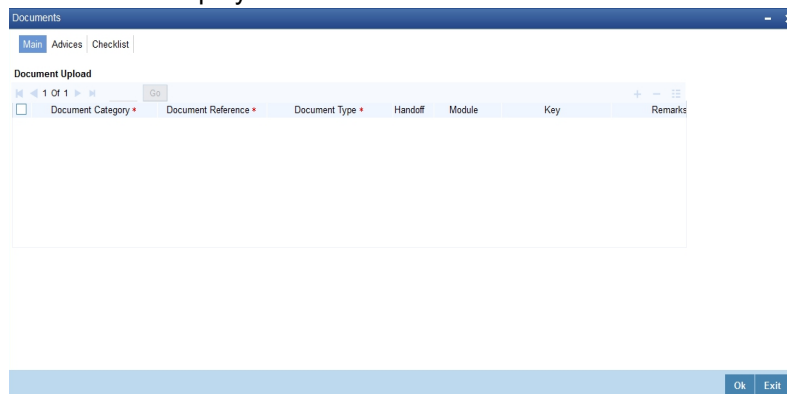 Documents
Main Advices Checklist
Document Upload
1 Of 1 Go
Document Category * Document Reference * Document Type * Handoff Module Key Remarks
Ok Exit